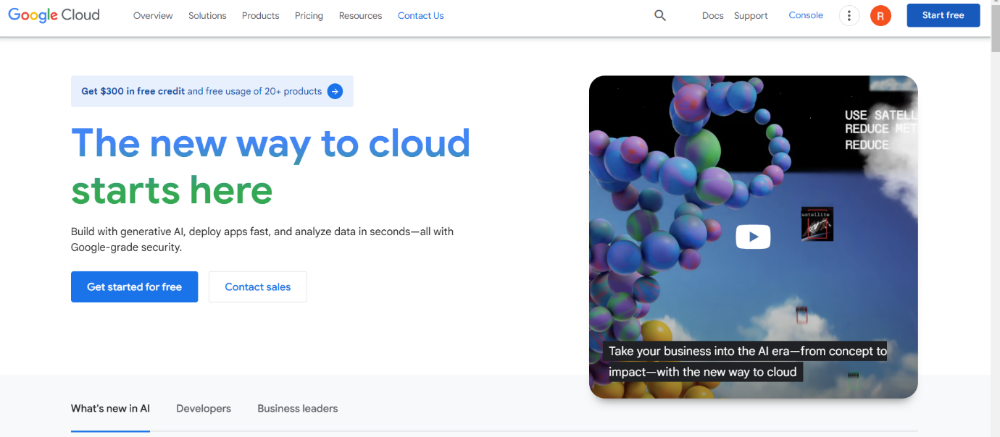 Google Cloud Overview Solutions Products Pricing Resources Contact Us Docs Support Console R Start free
Get $300 in free credit and free usage of 20+ products
The new way to cloud
starts here
Build with generative AI, deploy apps fast, and analyze data in seconds—all with
Google-grade security.
Get started for free Contact sales
USE SATELL
REDUCE MET
REDUCE
satellite
Take your business into the AI era—from concept to
impact—with the new way to cloud
What's new in AI Developers Business leaders